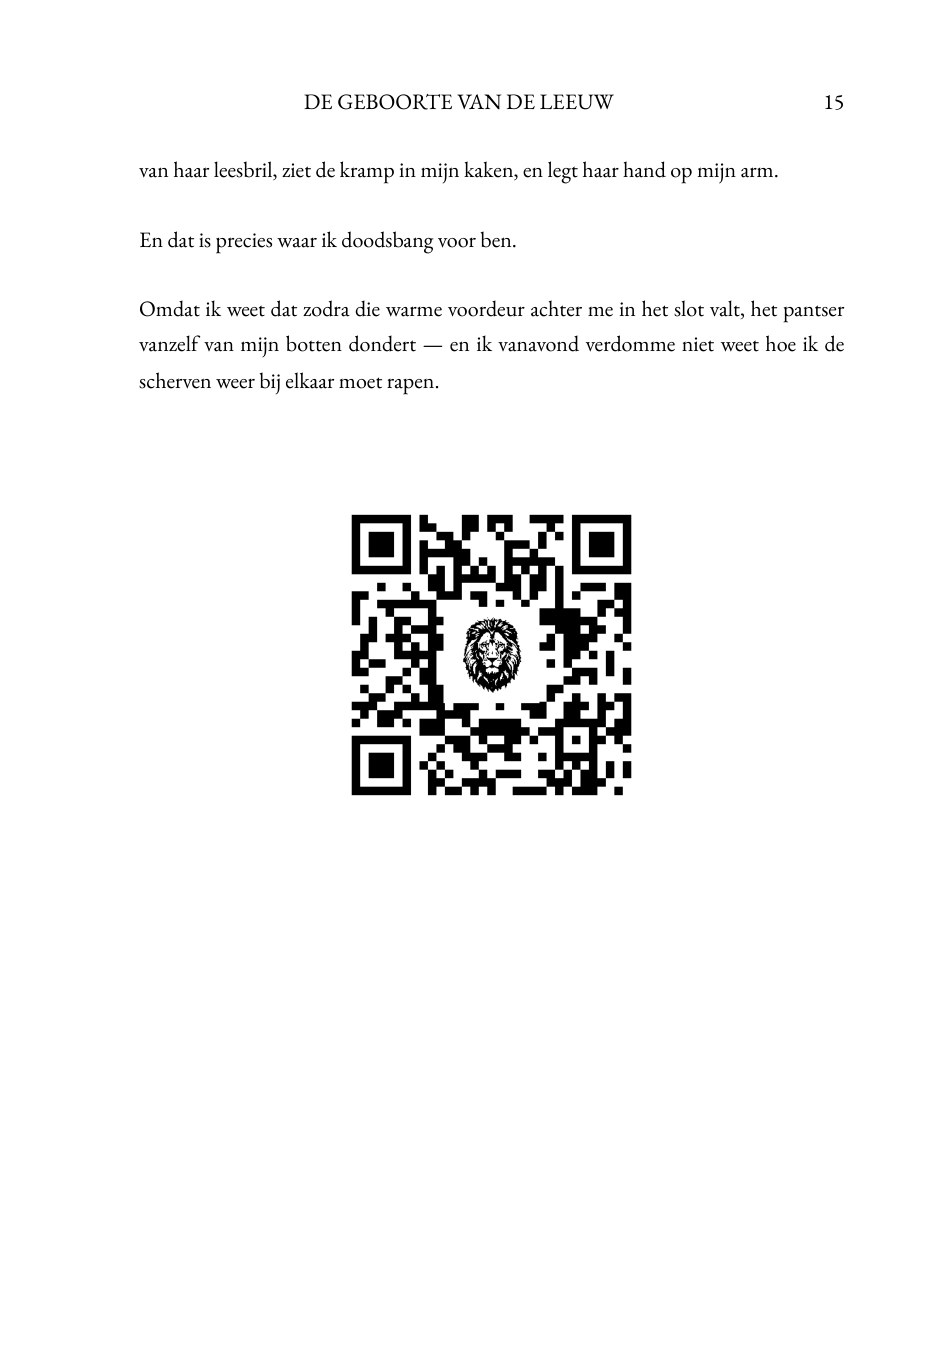 DE GEBOORTE VAN DE LEEUW 15
van haar leesbril, ziet de kramp in mijn kaken, en legt haar hand op mijn arm.
En dat is precies waar ik doodsbang voor ben.
Omdat ik weet dat zodra die warme voordeur achter me in het slot valt, het pantser
vanzelf van mijn botten dondert — en ik vanavond verdomme niet weet hoe ik de
scherven weer bij elkaar moet rapen.